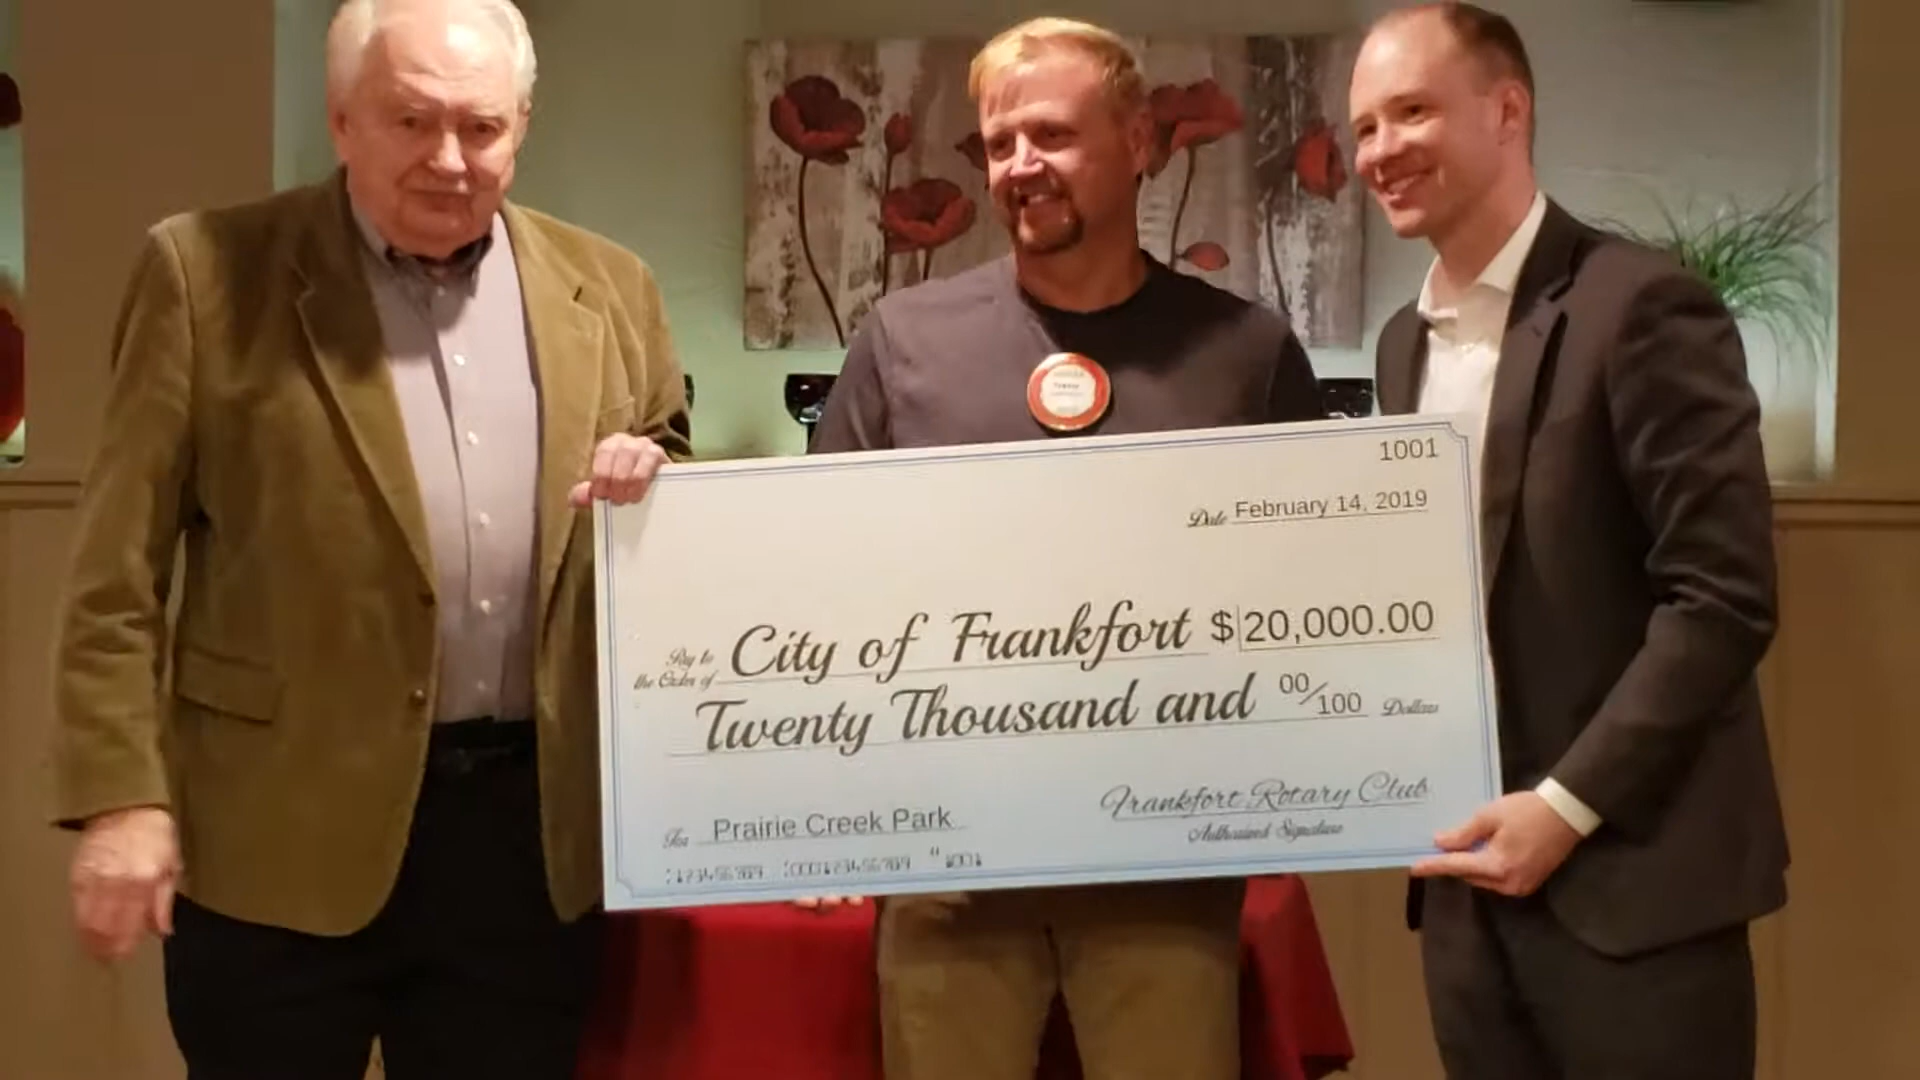 1001
Date February 14, 2019
Pay to
the Order of City of Frankfort $ 20,000.00
Twenty Thousand and 00/100 Dollars
For Prairie Creek Park
Frankfort Rotary Club
Authorized Signature